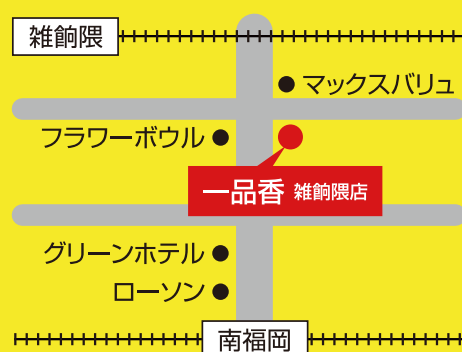 雑餉隈
マックスバリュ
フラワーボウル
一品香 雑餉隈店
グリーンホテル
ローソン
南福岡